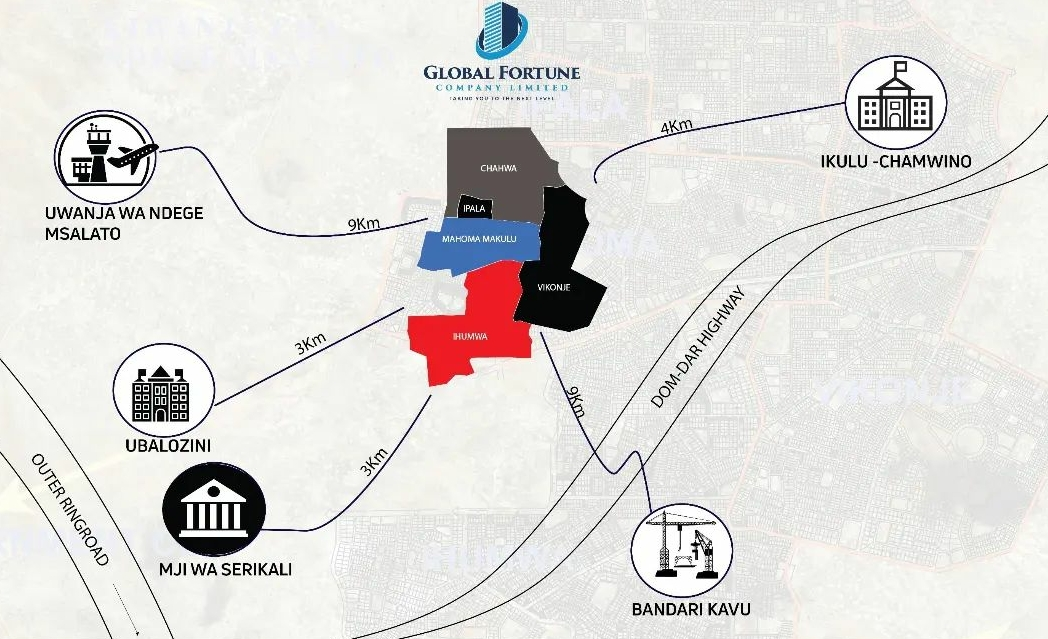 GLOBAL FORTUNE
COMPANY LIMITED
TAKING YOU TO THE NEXT LEVEL
4Km
IKULU -CHAMWINO
CHAHWA
IPALA
UWANJA WA NDEGE
MSALATO
9Km
MAHOMA MAKULU
VIKONJE
IHUMWA
3Km
DOM-DAR HIGHWAY
9Km
UBALOZINI
3Km
OUTER RINGROAD
MJI WA SERIKALI
BANDARI KAVU